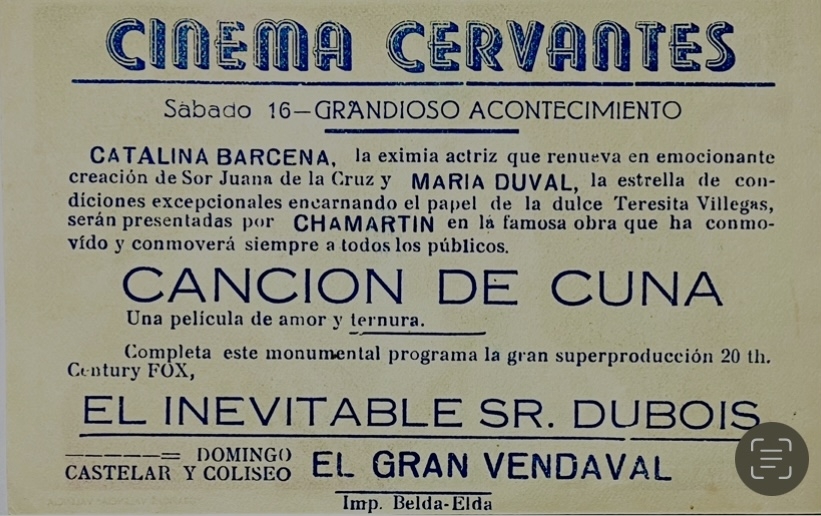 CINEMA CERVANTES
Sábado 16—GRANDIOSO ACONTECIMIENTO
CATALINA BARCENA, la eximia actriz que renueva en emocionante
creación de Sor Juana de la Cruz y MARIA DUVAL, la estrella de con-
diciones excepcionales encarnando el papel de la dulce Teresita Villegas,
serán presentadas por CHAMARTIN en la famosa obra que ha conmo-
vido y conmoverá siempre a todos los públicos.
CANCION DE CUNA
Una película de amor y ternura.
Completa este monumental programa la gran superproducción 20 th.
Century FOX,
EL INEVITABLE SR. DUBOIS
DOMINGO
CASTELAR Y COLISEO EL GRAN VENDAVAL
Imp. Belda-Elda